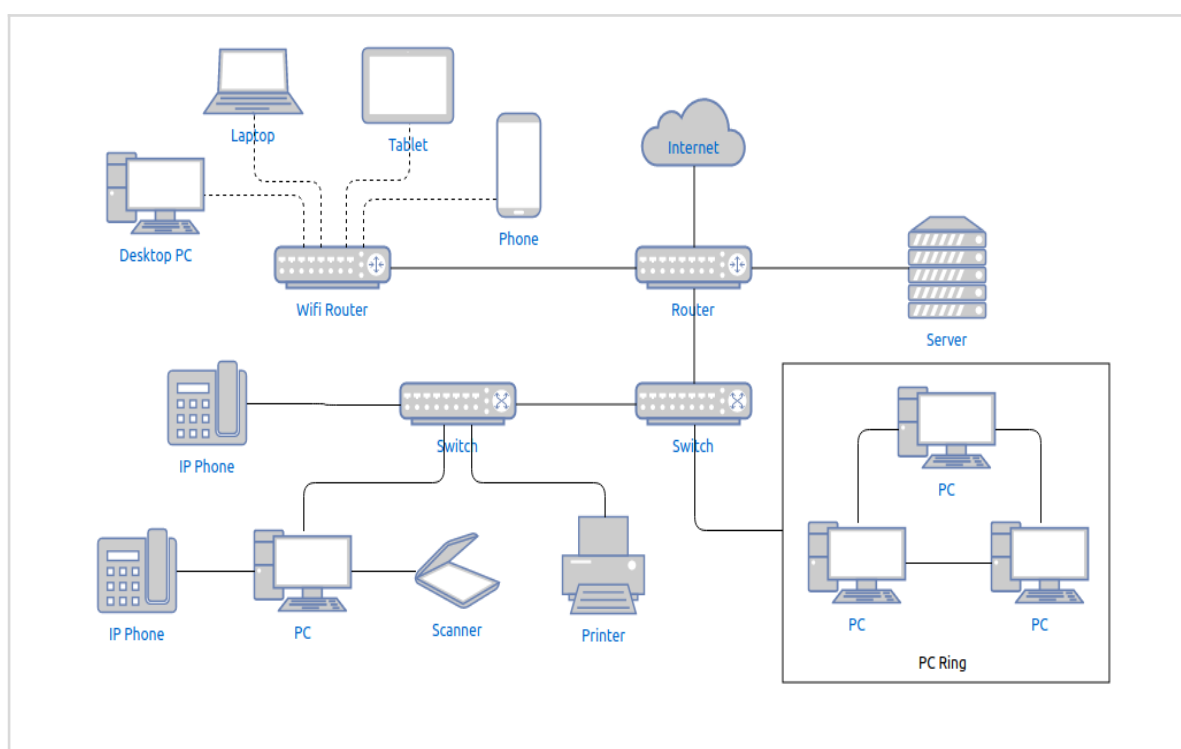 Laptop
Tablet
Internet
Desktop PC
Phone
Wifi Router
Router
Server
IP Phone
Switch
Switch
PC
IP Phone
PC
Scanner
Printer
PC
PC
PC Ring